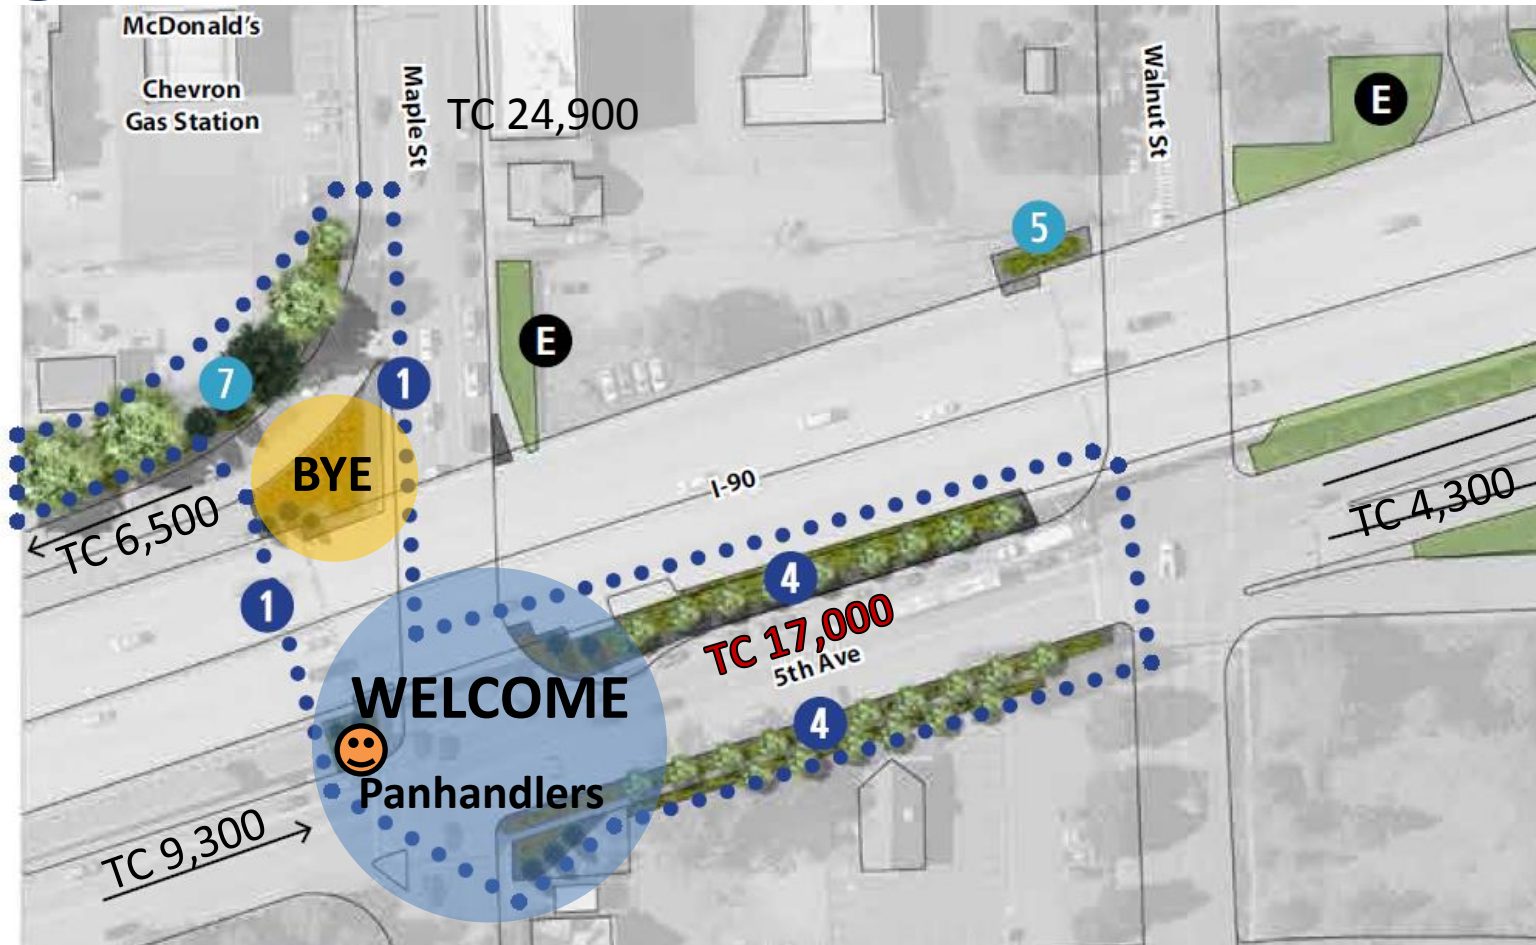 McDonald's
Chevron
Gas Station
Maple St
TC 24,900
Walnut St
E
5
E
7
1
BYE
I-90
TC 6,500
TC 4,300
1
4
TC 17,000
5th Ave
WELCOME
4
Panhandlers
TC 9,300